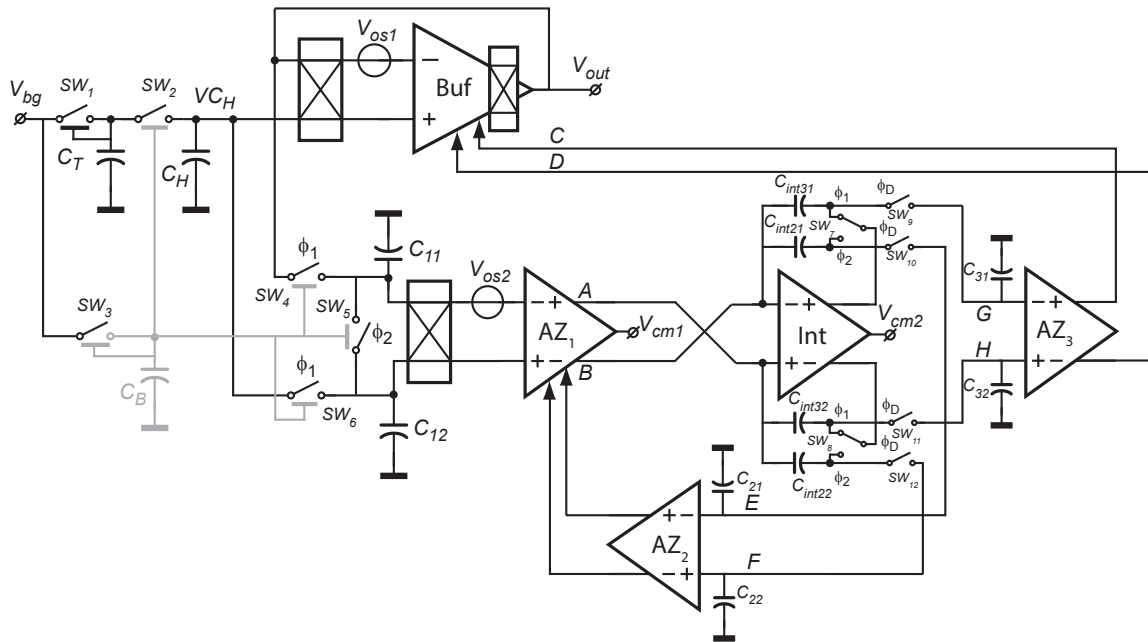 V_os1
V_bg
SW_1
SW_2
VC_H
−
Buf
+
V_out
C_T
C_H
C
D
C_int31
ϕ_1
ϕ_D
SW_9
C_int21
SW_7
ϕ_D
ϕ_2
SW_10
ϕ_1
C_11
SW_4
V_os2
SW_3
SW_5
ϕ_2
C_B
ϕ_1
SW_6
C_12
− +
AZ_1
+ −
A
B
V_cm1
− +
Int
+ −
V_cm2
C_31
G
H
C_32
− +
AZ_3
+ −
C_int32
ϕ_1
ϕ_D
SW_8
ϕ_D
SW_11
C_int22
ϕ_2
SW_12
C_21
E
+ −
AZ_2
− +
F
C_22